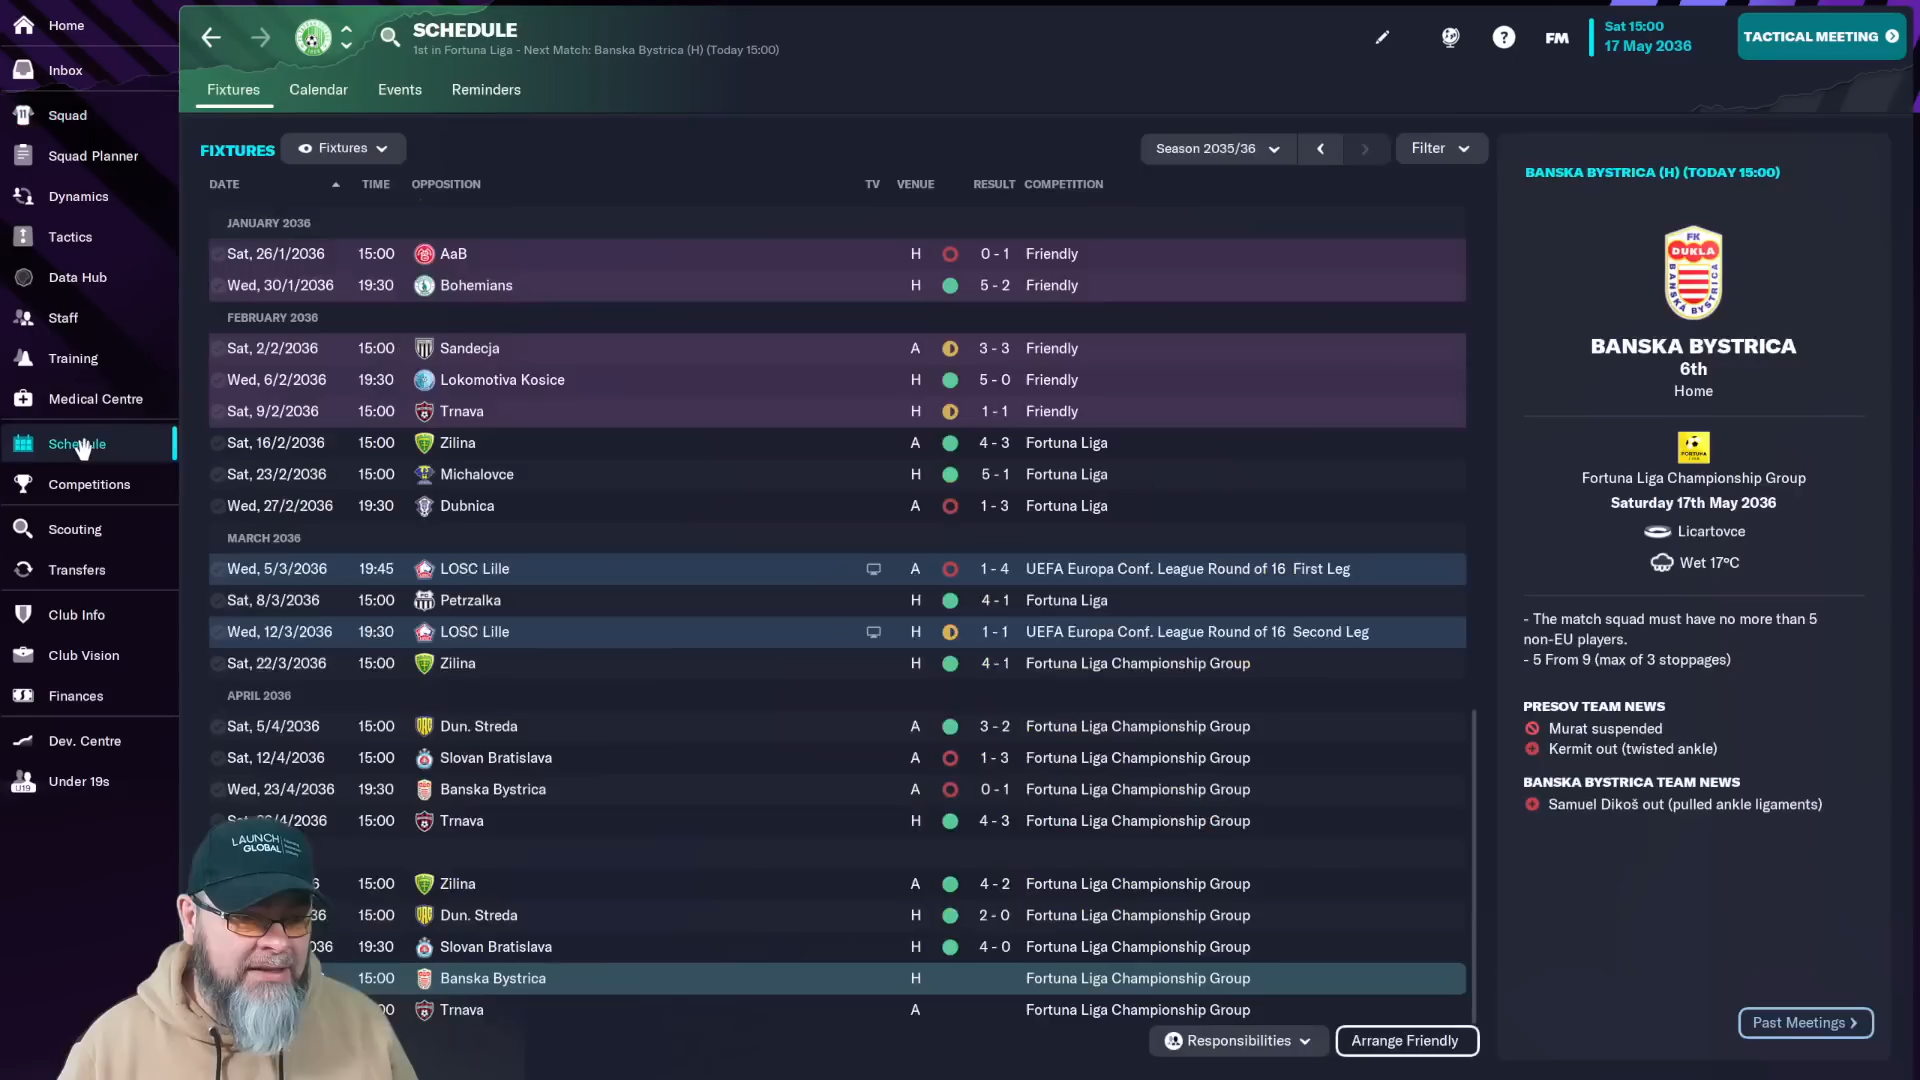 Home
Inbox
Squad
Squad Planner
Dynamics
Tactics
Data Hub
Staff
Training
Medical Centre
Schedule
Competitions
Scouting
Transfers
Club Info
Club Vision
Finances
Dev. Centre
U19 Under 19s
SCHEDULE
1st in Fortuna Liga - Next Match: Banska Bystrica (H) (Today 15:00)
FM
Sat 15:00
17 May 2036
TACTICAL MEETING
Fixtures Calendar Events Reminders
FIXTURES Fixtures Season 2035/36 Filter
DATE TIME OPPOSITION TV VENUE RESULT COMPETITION
JANUARY 2036
Sat, 26/1/2036 15:00 AaB H 0 - 1 Friendly
Wed, 30/1/2036 19:30 Bohemians H 5 - 2 Friendly
FEBRUARY 2036
Sat, 2/2/2036 15:00 Sandecja A 3 - 3 Friendly
Wed, 6/2/2036 19:30 Lokomotiva Kosice H 5 - 0 Friendly
Sat, 9/2/2036 15:00 Trnava H 1 - 1 Friendly
Sat, 16/2/2036 15:00 Zilina A 4 - 3 Fortuna Liga
Sat, 23/2/2036 15:00 Michalovce H 5 - 1 Fortuna Liga
Wed, 27/2/2036 19:30 Dubnica A 1 - 3 Fortuna Liga
MARCH 2036
Wed, 5/3/2036 19:45 LOSC Lille A 1 - 4 UEFA Europa Conf. League Round of 16 First Leg
Sat, 8/3/2036 15:00 Petrzalka H 4 - 1 Fortuna Liga
Wed, 12/3/2036 19:30 LOSC Lille H 1 - 1 UEFA Europa Conf. League Round of 16 Second Leg
Sat, 22/3/2036 15:00 Zilina H 4 - 1 Fortuna Liga Championship Group
APRIL 2036
Sat, 5/4/2036 15:00 Dun. Streda A 3 - 2 Fortuna Liga Championship Group
Sat, 12/4/2036 15:00 Slovan Bratislava A 1 - 3 Fortuna Liga Championship Group
Wed, 23/4/2036 19:30 Banska Bystrica A 0 - 1 Fortuna Liga Championship Group
/4/2036 15:00 Trnava H 4 - 3 Fortuna Liga Championship Group
15:00 Zilina A 4 - 2 Fortuna Liga Championship Group
36 15:00 Dun. Streda H 2 - 0 Fortuna Liga Championship Group
036 19:30 Slovan Bratislava H 4 - 0 Fortuna Liga Championship Group
15:00 Banska Bystrica H Fortuna Liga Championship Group
Trnava A Fortuna Liga Championship Group
Responsibilities Arrange Friendly
BANSKA BYSTRICA (H) (TODAY 15:00)
FK
DUKLA
BANSKÁ BYSTRICA
BANSKA BYSTRICA
6th
Home
FORTUNA
Fortuna Liga Championship Group
Saturday 17th May 2036
Licartovce
Wet 17°C
- The match squad must have no more than 5
non-EU players.
- 5 From 9 (max of 3 stoppages)
PRESOV TEAM NEWS
Murat suspended
Kermit out (twisted ankle)
BANSKA BYSTRICA TEAM NEWS
Samuel Dikoš out (pulled ankle ligaments)
Past Meetings
LAUNCH
GLOBAL